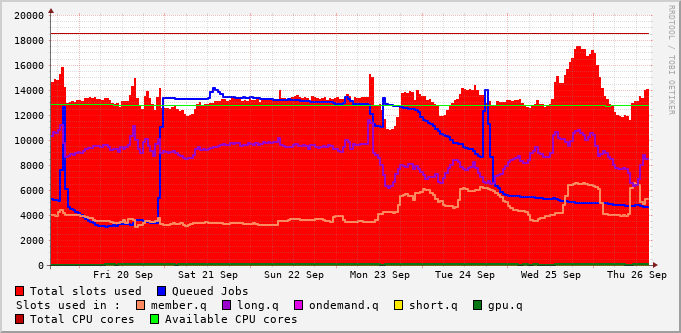 20000
18000
16000
14000
12000
10000
8000
6000
4000
2000
0
Fri 20 Sep Sat 21 Sep Sun 22 Sep Mon 23 Sep Tue 24 Sep Wed 25 Sep Thu 26 Sep
RRDTOOL / TOBI OETIKER
Total slots used Queued Jobs
Slots used in : member.q long.q ondemand.q short.q gpu.q
Total CPU cores Available CPU cores